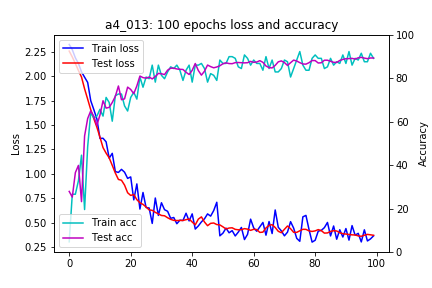 a4_013: 100 epochs loss and accuracy
Train loss
Test loss
Train acc
Test acc
Loss
2.25
2.00
1.75
1.50
1.25
1.00
0.75
0.50
0.25
Accuracy
100
80
60
40
20
0
0 20 40 60 80 100